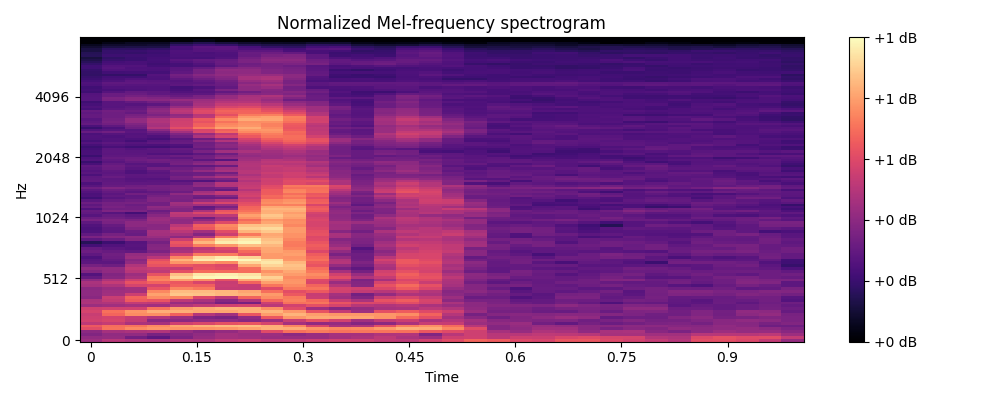 Normalized Mel-frequency spectrogram
Hz
4096
2048
1024
512
0
0 0.15 0.3 0.45 0.6 0.75 0.9
Time
+1 dB
+1 dB
+1 dB
+0 dB
+0 dB
+0 dB